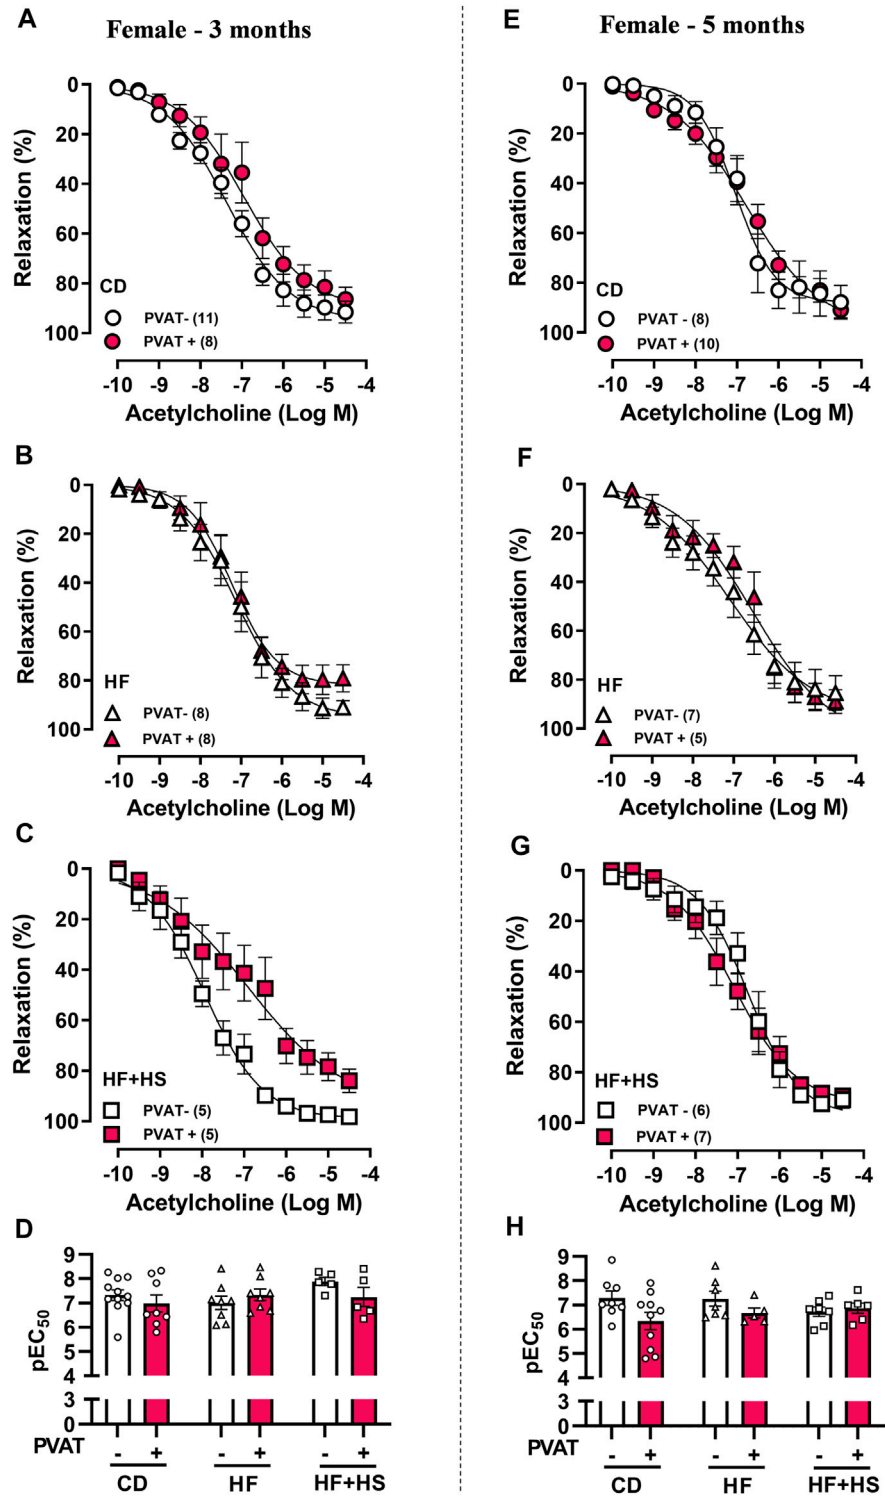 A
Female - 3 months
0
20
40
60
80
100
Relaxation (%)
CD
PVAT- (11)
PVAT + (8)
-10 -9 -8 -7 -6 -5 -4
Acetylcholine (Log M)
B
0
20
40
60
80
100
Relaxation (%)
HF
PVAT- (8)
PVAT + (8)
-10 -9 -8 -7 -6 -5 -4
Acetylcholine (Log M)
C
0
20
40
60
80
100
Relaxation (%)
HF+HS
PVAT- (5)
PVAT + (5)
-10 -9 -8 -7 -6 -5 -4
Acetylcholine (Log M)
D
9
8
7
6
5
4
3
0
pEC50
PVAT - + - + - +
CD HF HF+HS
E
Female - 5 months
0
20
40
60
80
100
Relaxation (%)
CD
PVAT - (8)
PVAT + (10)
-10 -9 -8 -7 -6 -5 -4
Acetylcholine (Log M)
F
0
20
40
60
80
100
Relaxation (%)
HF
PVAT- (7)
PVAT + (5)
-10 -9 -8 -7 -6 -5 -4
Acetylcholine (Log M)
G
0
20
40
60
80
100
Relaxation (%)
HF+HS
PVAT - (6)
PVAT + (7)
-10 -9 -8 -7 -6 -5 -4
Acetylcholine (Log M)
H
9
8
7
6
5
4
3
0
pEC50
PVAT - + - + - +
CD HF HF+HS